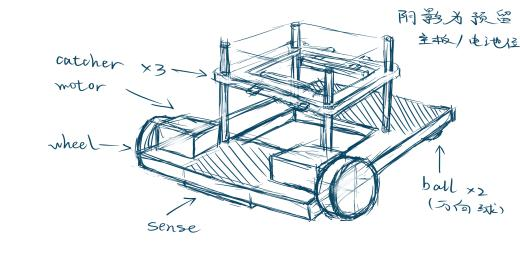 阴影为预留
主板/电池位
catcher ×3
motor
wheel
sense
ball ×2
(万向球)